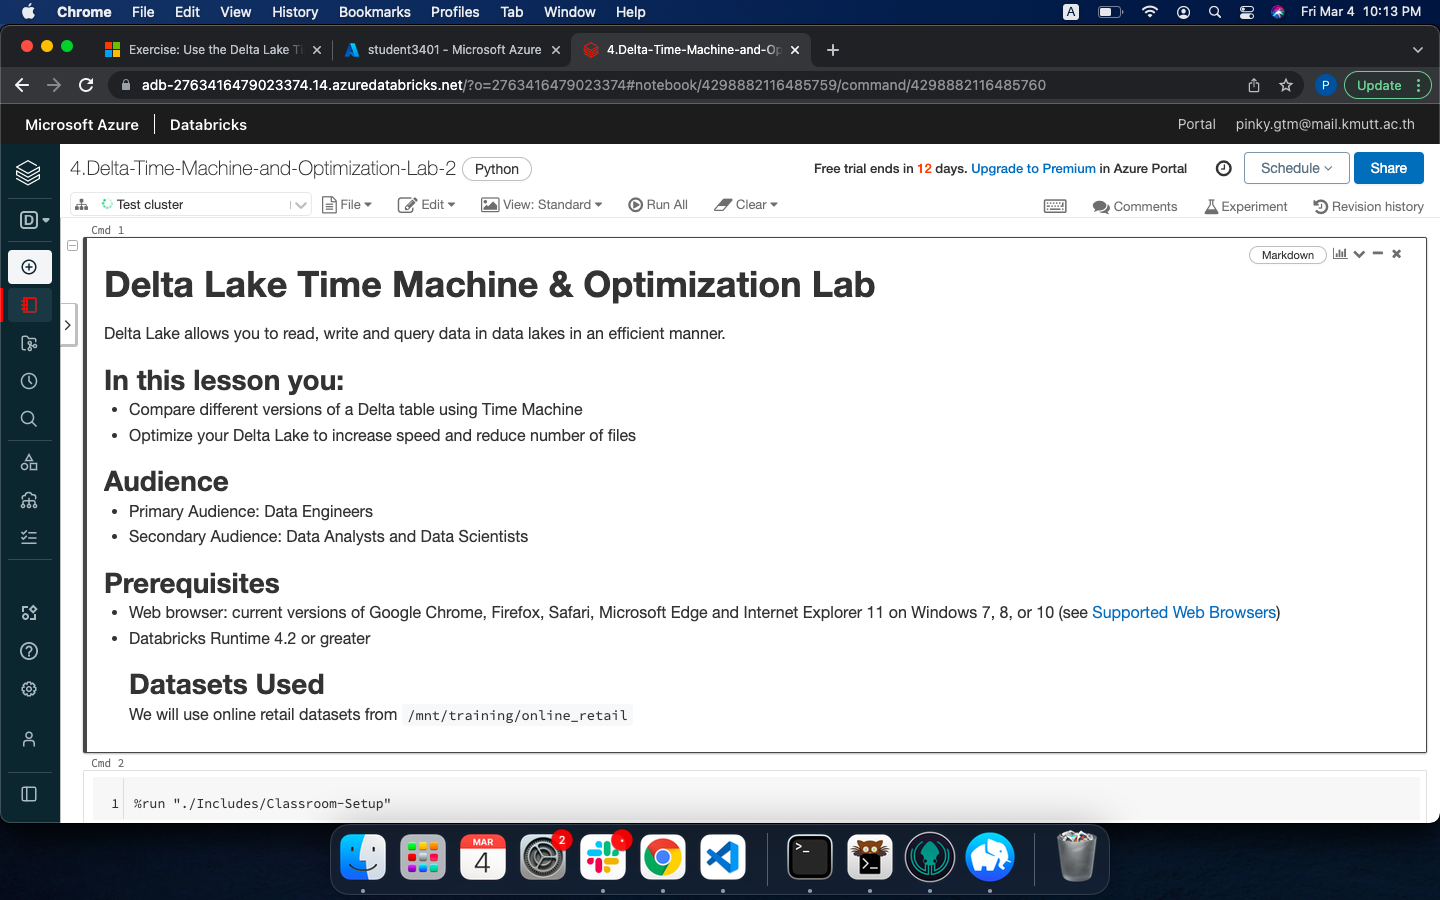 Chrome File Edit View History Bookmarks Profiles Tab Window Help A Fri Mar 4 10:13 PM
Exercise: Use the Delta Lake Ti student3401 - Microsoft Azure 4.Delta-Time-Machine-and-Op
adb-2763416479023374.14.azuredatabricks.net/?o=2763416479023374#notebook/4298882116485759/command/4298882116485760 P Update
Microsoft Azure Databricks Portal pinky.gtm@mail.kmutt.ac.th
4.Delta-Time-Machine-and-Optimization-Lab-2 Python Free trial ends in 12 days. Upgrade to Premium in Azure Portal Schedule Share
D Test cluster File Edit View: Standard Run All Clear Comments Experiment Revision history
Cmd 1
Markdown
Delta Lake Time Machine & Optimization Lab
Delta Lake allows you to read, write and query data in data lakes in an efficient manner.
In this lesson you:
• Compare different versions of a Delta table using Time Machine
• Optimize your Delta Lake to increase speed and reduce number of files
Audience
• Primary Audience: Data Engineers
• Secondary Audience: Data Analysts and Data Scientists
Prerequisites
• Web browser: current versions of Google Chrome, Firefox, Safari, Microsoft Edge and Internet Explorer 11 on Windows 7, 8, or 10 (see Supported Web Browsers)
• Databricks Runtime 4.2 or greater
Datasets Used
We will use online retail datasets from /mnt/training/online_retail
Cmd 2
1 %run "./Includes/Classroom-Setup"
MAR 2
4